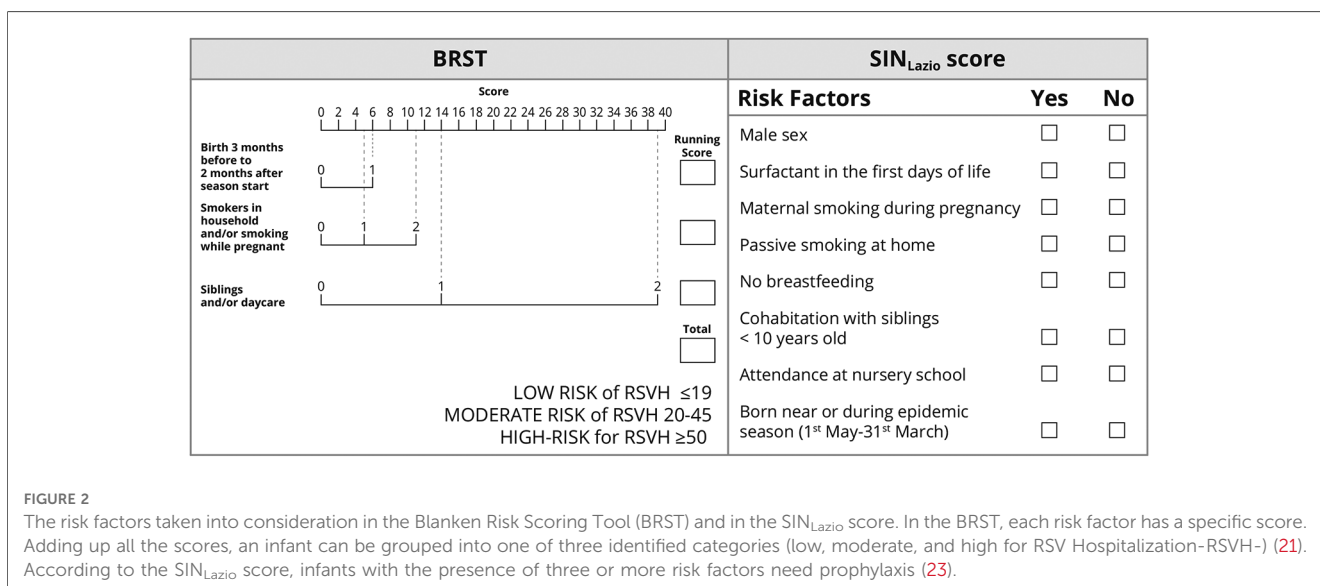 BRST
Score
0 2 4 6 8 10 12 14 16 18 20 22 24 26 28 30 32 34 36 38 40
Running
Score
Birth 3 months
before to
2 months after
season start
0 1
Smokers in
household
and/or smoking
while pregnant
0 1 2
Siblings
and/or daycare
0 1 2
Total
LOW RISK of RSVH ≤19
MODERATE RISK of RSVH 20-45
HIGH-RISK for RSVH ≥50
SIN Lazio score
Risk Factors Yes No
Male sex
Surfactant in the first days of life
Maternal smoking during pregnancy
Passive smoking at home
No breastfeeding
Cohabitation with siblings
< 10 years old
Attendance at nursery school
Born near or during epidemic
season (1st May-31st March)
FIGURE 2
The risk factors taken into consideration in the Blanken Risk Scoring Tool (BRST) and in the SINLazio score. In the BRST, each risk factor has a specific score.
Adding up all the scores, an infant can be grouped into one of three identified categories (low, moderate, and high for RSV Hospitalization-RSVH-) (21).
According to the SINLazio score, infants with the presence of three or more risk factors need prophylaxis (23).